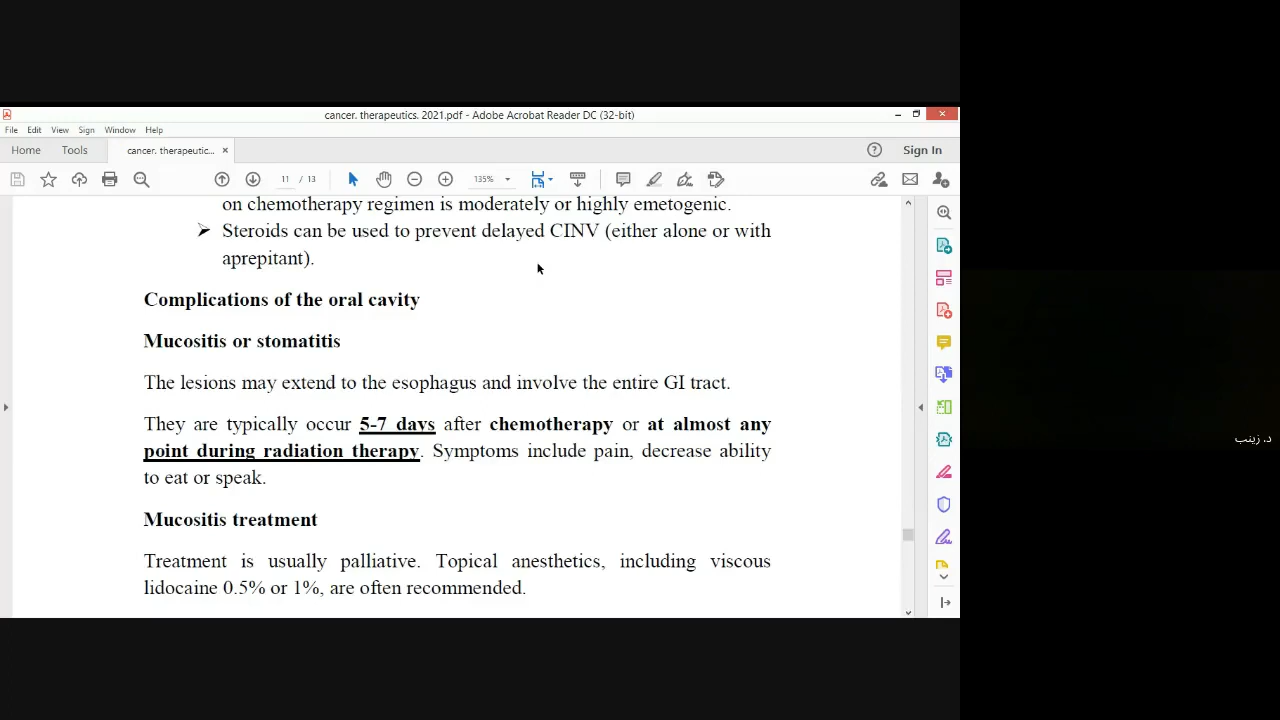 cancer. therapeutics. 2021.pdf - Adobe Acrobat Reader DC (32-bit)
File Edit View Sign Window Help
Home Tools cancer. therapeutic... × Sign In
11 / 13 135%
on chemotherapy regimen is moderately or highly emetogenic.
➢ Steroids can be used to prevent delayed CINV (either alone or with
aprepitant).
Complications of the oral cavity
Mucositis or stomatitis
The lesions may extend to the esophagus and involve the entire GI tract.
They are typically occur 5-7 days after chemotherapy or at almost any
point during radiation therapy. Symptoms include pain, decrease ability
to eat or speak.
Mucositis treatment
Treatment is usually palliative. Topical anesthetics, including viscous
lidocaine 0.5% or 1%, are often recommended.
د. زينب